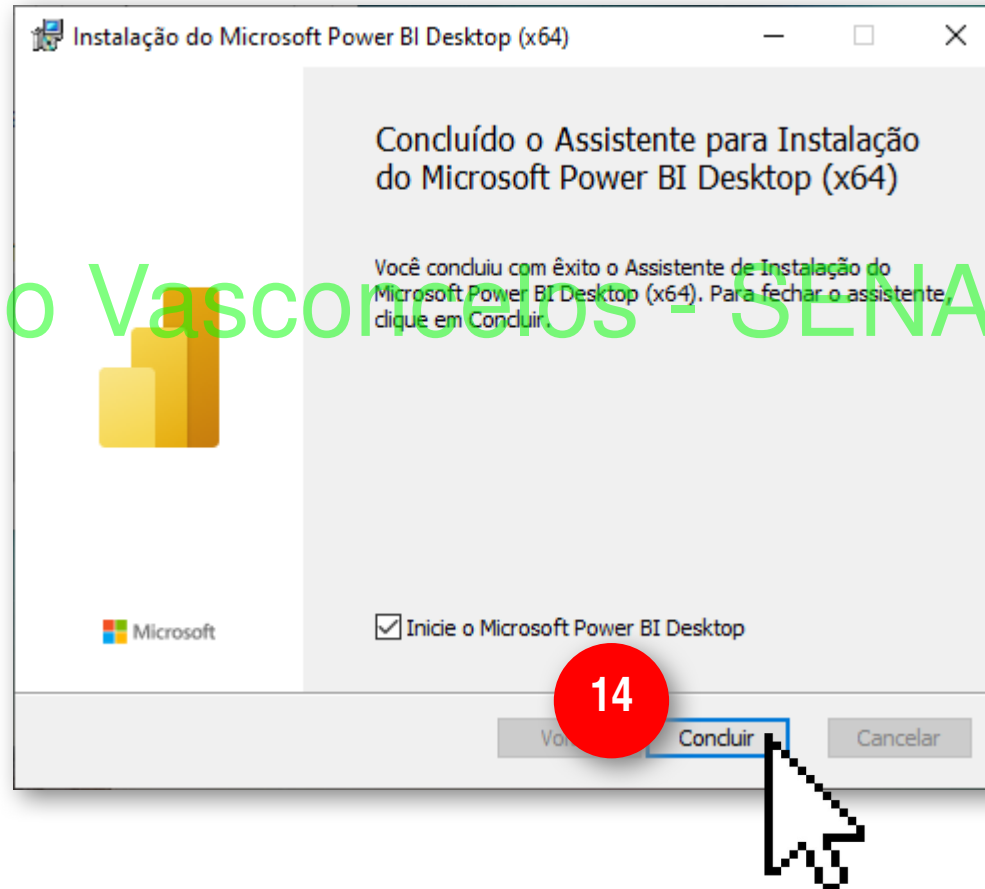 Instalação do Microsoft Power BI Desktop (x64)
Concluído o Assistente para Instalação
do Microsoft Power BI Desktop (x64)
Você concluiu com êxito o Assistente de Instalação do
Microsoft Power BI Desktop (x64). Para fechar o assistente,
clique em Concluir.
o Vasconcelos - SENA
Microsoft
Inicie o Microsoft Power BI Desktop
14
Concluir
Cancelar